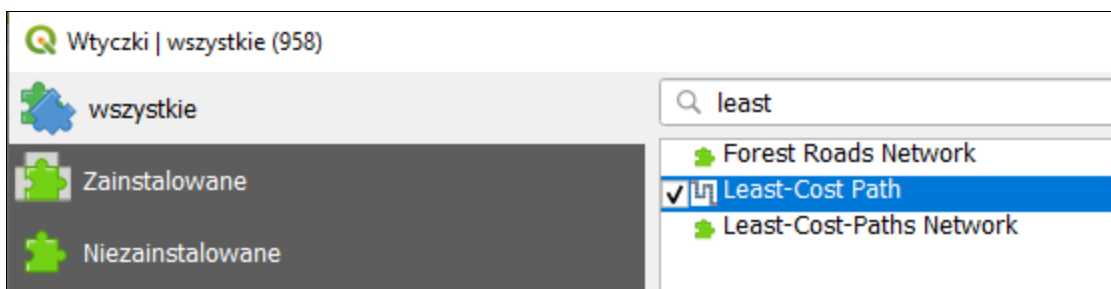 Wtyczki | wszystkie (958)
wszystkie
Zainstalowane
Niezainstalowane
least
Forest Roads Network
Least-Cost Path
Least-Cost-Paths Network